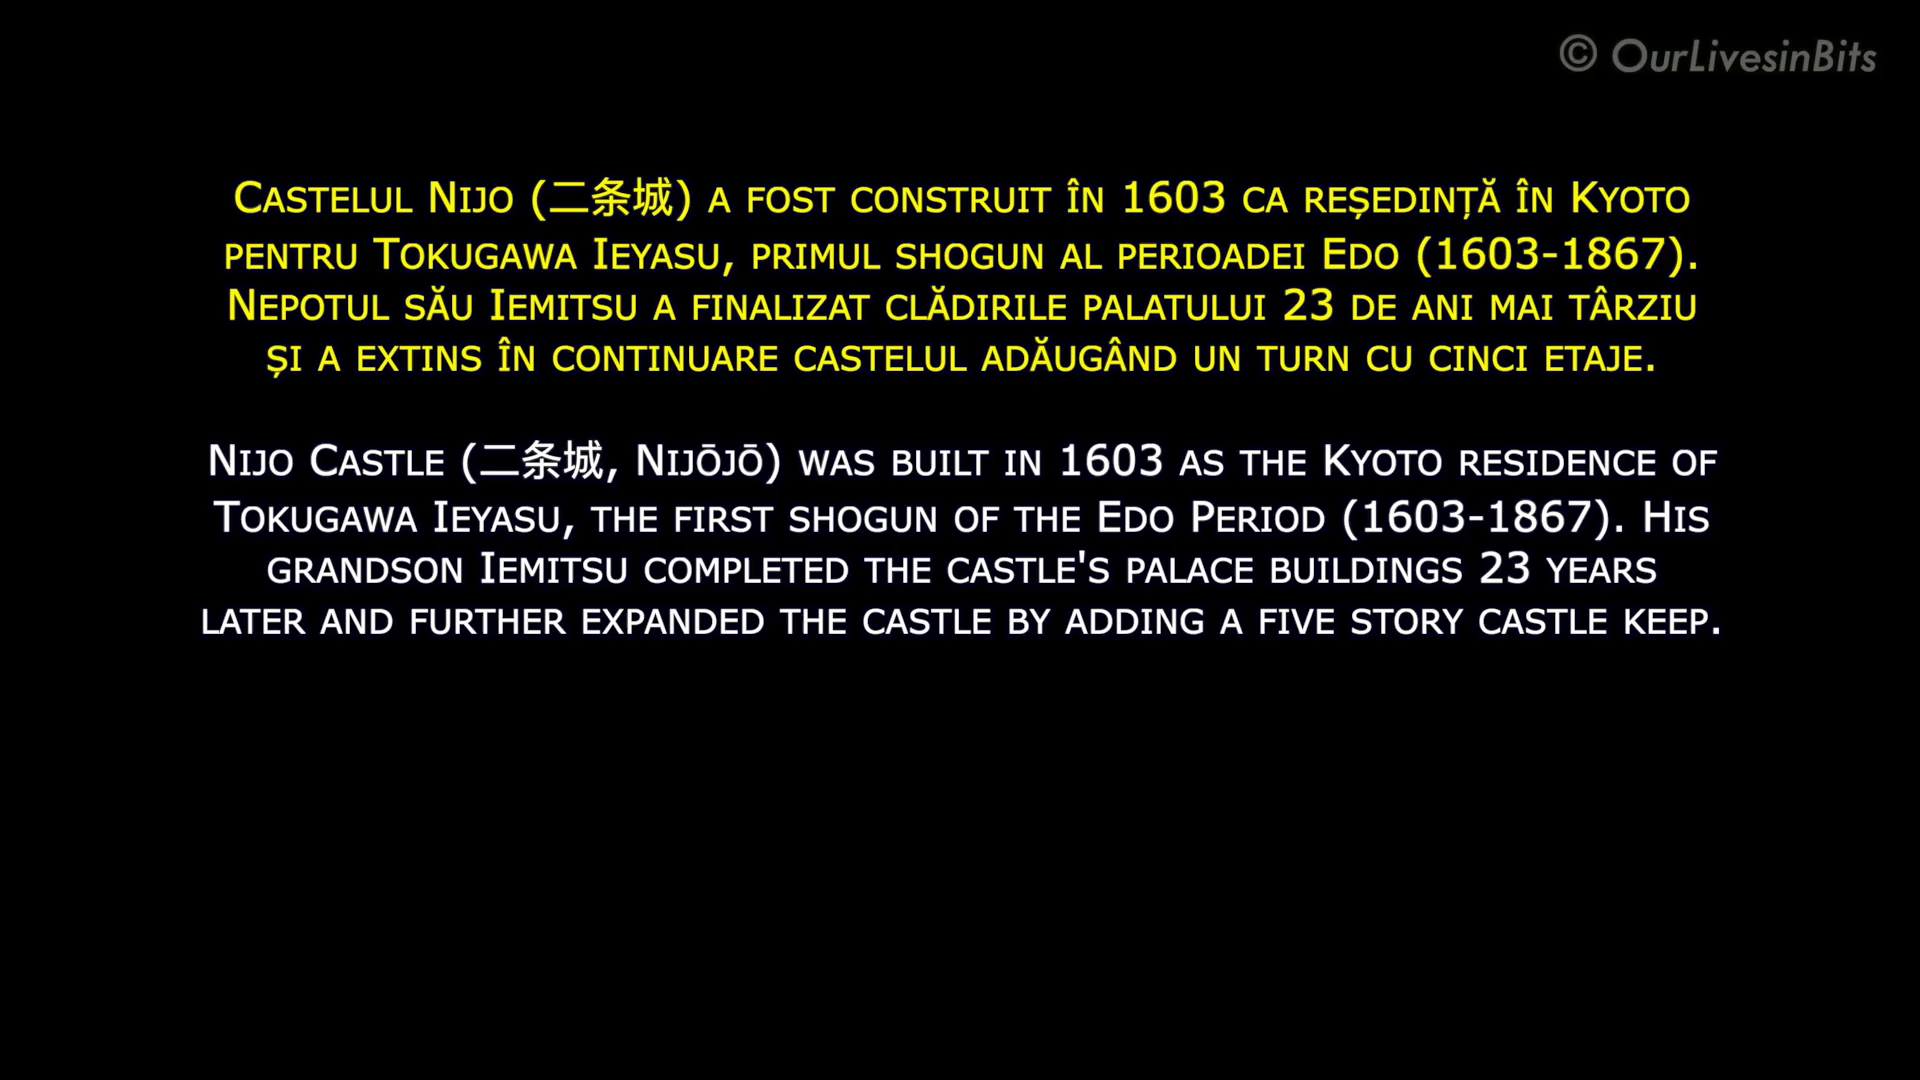 © OurLivesinBits
Castelul Nijo (二条城) a fost construit în 1603 ca reședință în Kyoto
pentru Tokugawa Ieyasu, primul shogun al perioadei Edo (1603-1867).
Nepotul său Iemitsu a finalizat clădirile palatului 23 de ani mai târziu
și a extins în continuare castelul adăugând un turn cu cinci etaje.
Nijo Castle (二条城, Nijōjō) was built in 1603 as the Kyoto residence of
Tokugawa Ieyasu, the first shogun of the Edo Period (1603-1867). His
grandson Iemitsu completed the castle's palace buildings 23 years
later and further expanded the castle by adding a five story castle keep.